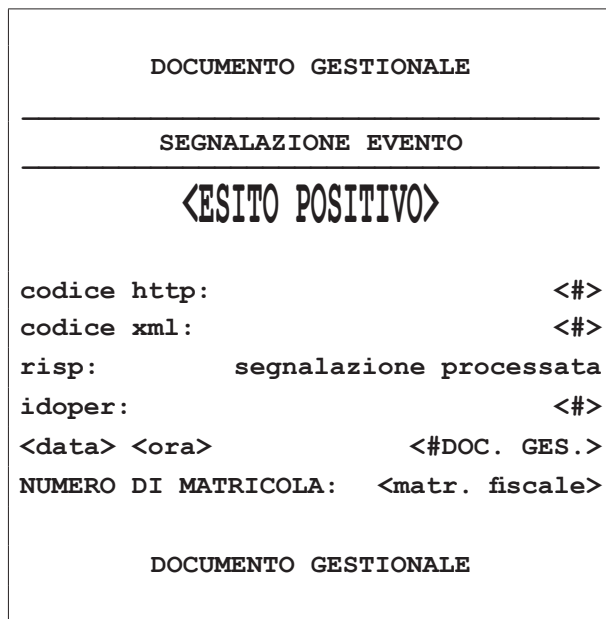 DOCUMENTO GESTIONALE
SEGNALAZIONE EVENTO
<ESITO POSITIVO>
codice http: <#>
codice xml: <#>
risp: segnalazione processata
idoper: <#>
<data> <ora> <#DOC. GES.>
NUMERO DI MATRICOLA: <matr. fiscale>
DOCUMENTO GESTIONALE